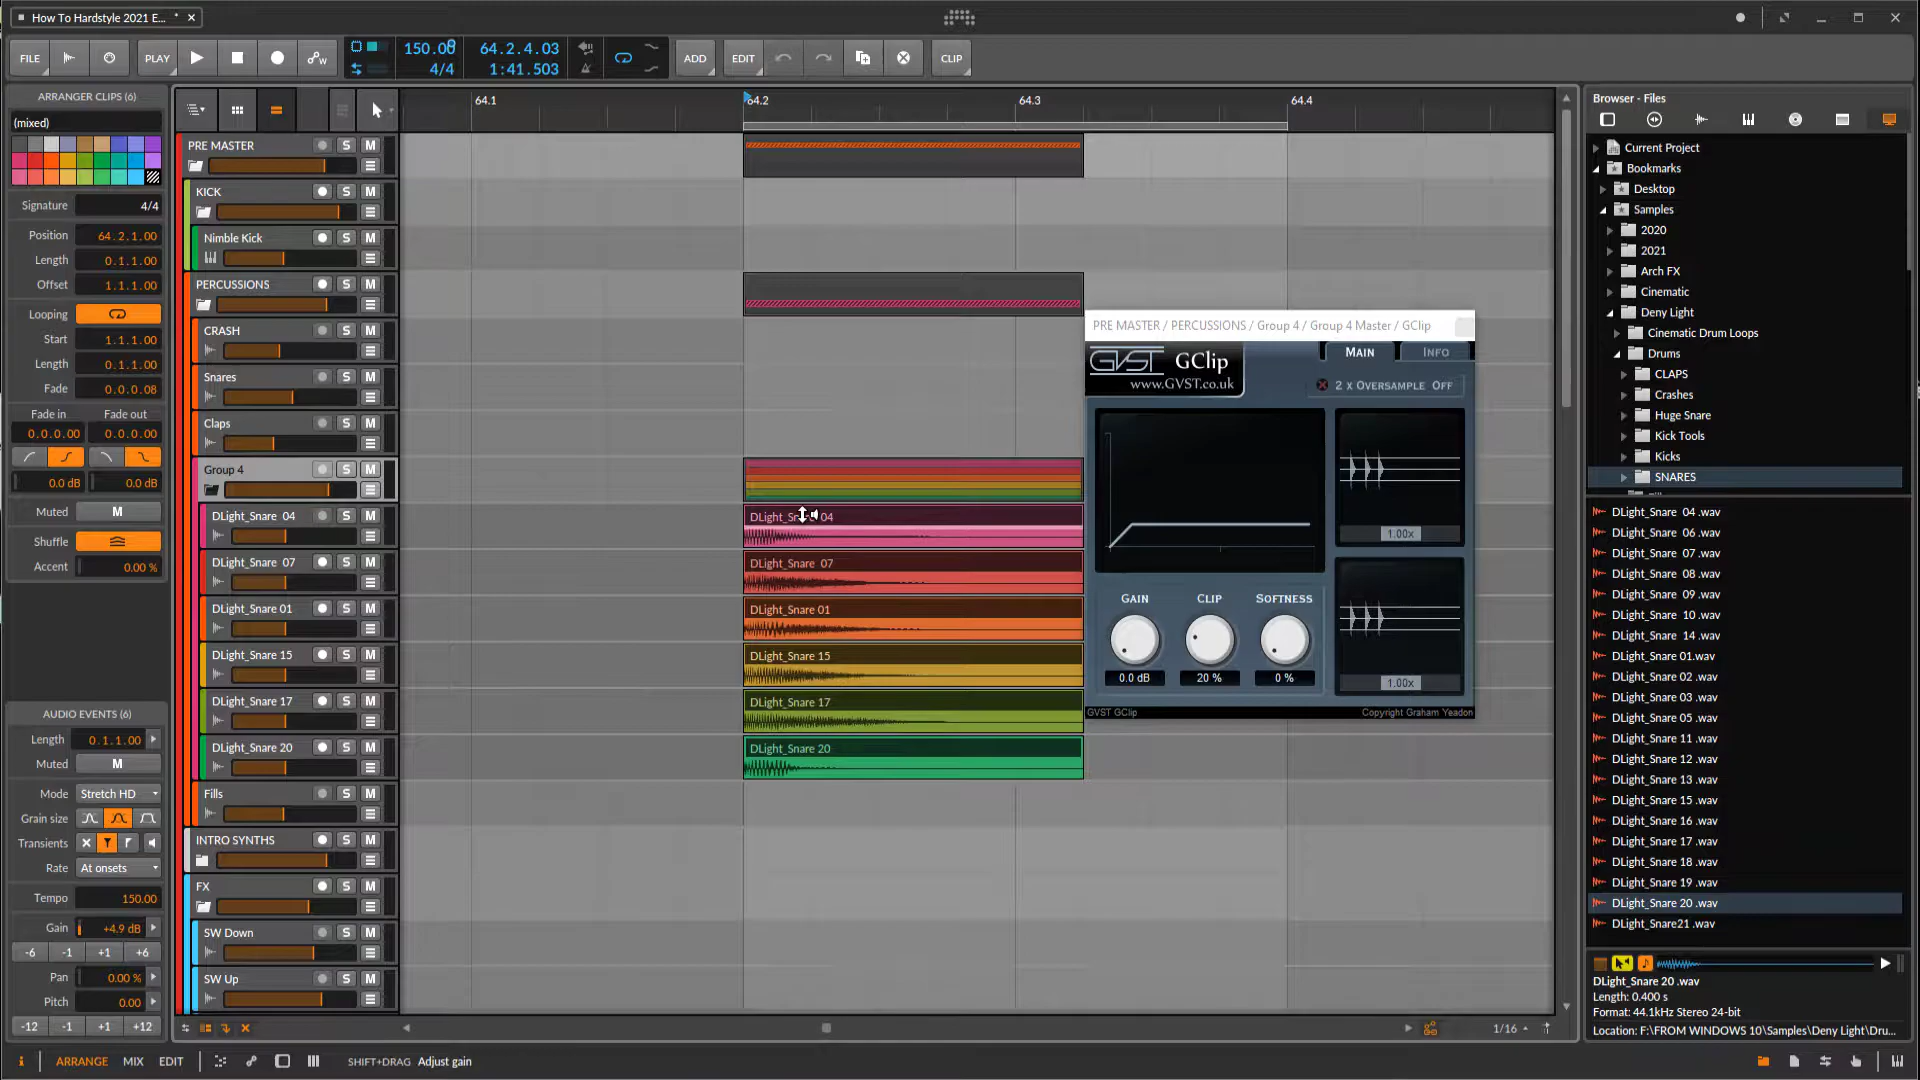 How To Hardstyle 2021 E... *
FILE
PLAY
150.00
4/4
64.2.4.03
1:41.503
ADD
EDIT
CLIP
ARRANGER CLIPS (6)
(mixed)
Signature 4/4
Position 64.2.1.00
Length 0.1.1.00
Offset 1.1.1.00
Looping
Start 1.1.1.00
Length 0.1.1.00
Fade 0.0.0.08
Fade in Fade out
0.0.0.00 0.0.0.00
0.0 dB 0.0 dB
Muted M
Shuffle
Accent 0.00 %
AUDIO EVENTS (6)
Length 0.1.1.00
Muted M
Mode Stretch HD
Grain size
Transients
Rate At onsets
Tempo 150.00
Gain +4.9 dB
-6 -1 +1 +6
Pan 0.00 %
Pitch 0.00
-12 -1 +1 +12
64.1 64.2 64.3 64.4
PRE MASTER S M
KICK S M
Nimble Kick S M
PERCUSSIONS S M
CRASH S M
Snares S M
Claps S M
Group 4 S M
DLight_Snare 04 S M
DLight_Snare 07 S M
DLight_Snare 01 S M
DLight_Snare 15 S M
DLight_Snare 17 S M
DLight_Snare 20 S M
Fills S M
INTRO SYNTHS S M
FX S M
SW Down S M
SW Up S M
DLight_Snare 04
DLight_Snare 07
DLight_Snare 01
DLight_Snare 15
DLight_Snare 17
DLight_Snare 20
PRE MASTER / PERCUSSIONS / Group 4 / Group 4 Master / GClip
GVST GClip
www.GVST.co.uk
MAIN INFO
2 x OVERSAMPLE OFF
1.00x
GAIN CLIP SOFTNESS
0.0 dB 20 % 0 %
1.00x
GVST GClip Copyright Graham Yeadon
1/16
Browser - Files
Current Project
Bookmarks
Desktop
Samples
2020
2021
Arch FX
Cinematic
Deny Light
Cinematic Drum Loops
Drums
CLAPS
Crashes
Huge Snare
Kick Tools
Kicks
SNARES
DLight_Snare 04 .wav
DLight_Snare 06 .wav
DLight_Snare 07 .wav
DLight_Snare 08 .wav
DLight_Snare 09 .wav
DLight_Snare 10 .wav
DLight_Snare 14 .wav
DLight_Snare 01.wav
DLight_Snare 02 .wav
DLight_Snare 03 .wav
DLight_Snare 05 .wav
DLight_Snare 11 .wav
DLight_Snare 12 .wav
DLight_Snare 13 .wav
DLight_Snare 15 .wav
DLight_Snare 16 .wav
DLight_Snare 17 .wav
DLight_Snare 18 .wav
DLight_Snare 19 .wav
DLight_Snare 20 .wav
DLight_Snare21 .wav
DLight_Snare 20 .wav
Length: 0.400 s
Format: 44.1kHz Stereo 24-bit
Location: F:\FROM WINDOWS 10\Samples\Deny Light\Dru...
i ARRANGE MIX EDIT
SHIFT+DRAG Adjust gain